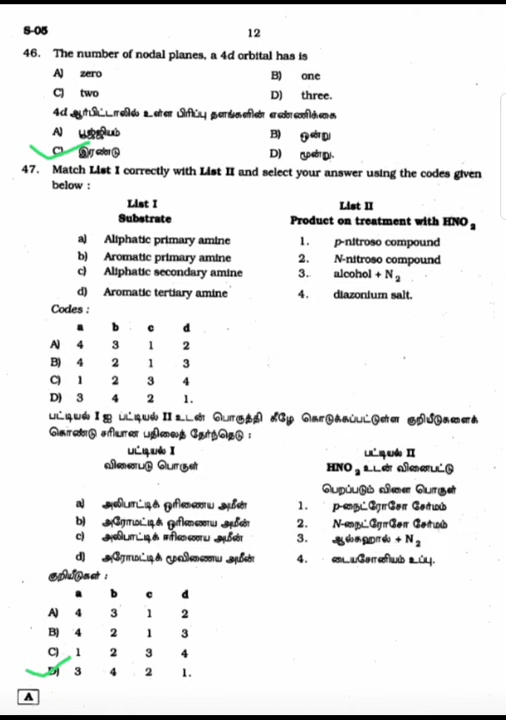 S-05
12
46. The number of nodal planes, a 4d orbital has is
A) zero B) one
C) two D) three.
4d ஆர்பிட்டாலில் உள்ள பிரிப்பு தளங்களின் எண்ணிக்கை
A) பூஜ்ஜியம் B) ஒன்று
C) இரண்டு D) மூன்று.
47. Match List I correctly with List II and select your answer using the codes given
below :
List I List II
Substrate Product on treatment with HNO2
a) Aliphatic primary amine 1. p-nitroso compound
b) Aromatic primary amine 2. N-nitroso compound
c) Aliphatic secondary amine 3. alcohol + N2
d) Aromatic tertiary amine 4. diazonium salt.
Codes :
a b c d
A) 4 3 1 2
B) 4 2 1 3
C) 1 2 3 4
D) 3 4 2 1.
பட்டியல் I ஐ பட்டியல் II உடன் பொருத்தி கீழே கொடுக்கப்பட்டுள்ள குறியீடுகளைக்
கொண்டு சரியான பதிலைத் தேர்ந்தெடு :
பட்டியல் I பட்டியல் II
வினைபடு பொருள் HNO2 உடன் வினைபட்டு
பெறப்படும் வினை பொருள்
a) அலிபாட்டிக் ஓரிணைய அமீன் 1. p-நைட்ரோசோ சேர்மம்
b) அரோமாட்டிக் ஓரிணைய அமீன் 2. N-நைட்ரோசோ சேர்மம்
c) அலிபாட்டிக் ஈரிணைய அமீன் 3. ஆல்கஹால் + N2
d) அரோமாட்டிக் மூவிணைய அமீன் 4. டையசோனியம் உப்பு.
குறியீடுகள் :
a b c d
A) 4 3 1 2
B) 4 2 1 3
C) 1 2 3 4
D) 3 4 2 1.
A